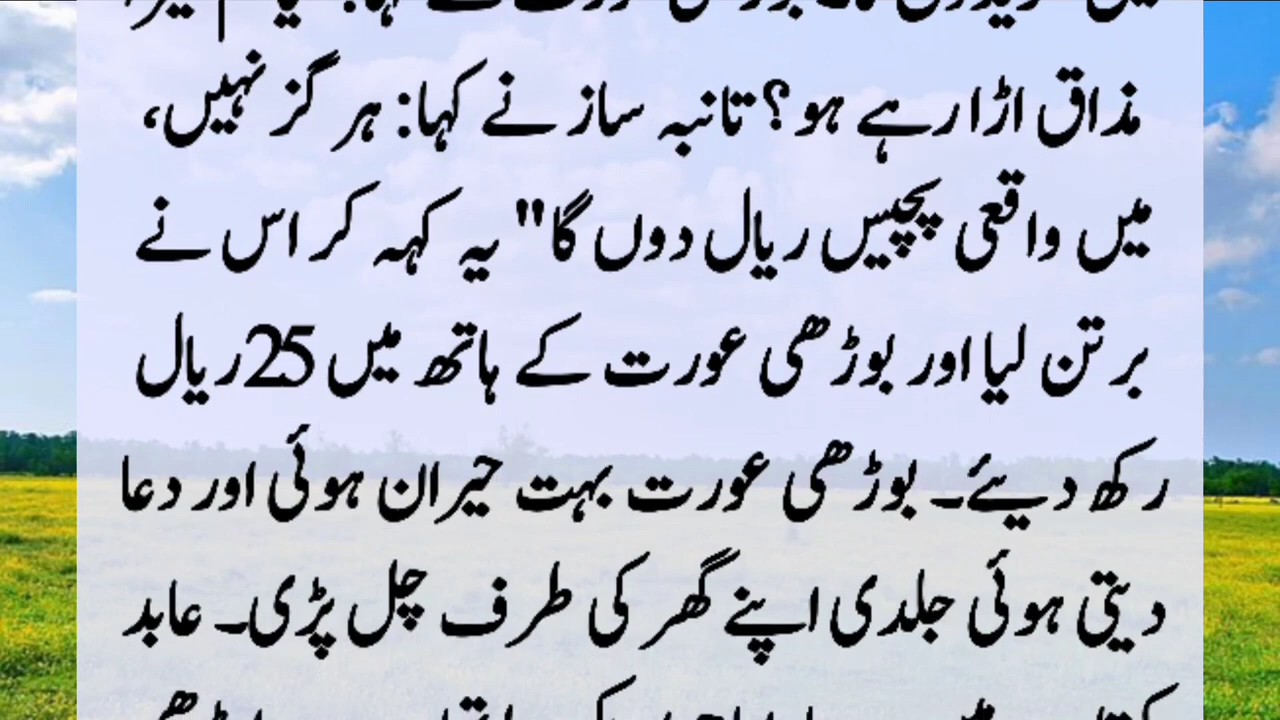 مذاق اڑا رہے ہو؟ تانبہ ساز نے کہا: ہر گز نہیں،
میں واقعی پچیس ریال دوں گا" یہ کہہ کر اس نے
برتن لیا اور بوڑھی عورت کے ہاتھ میں 25ریال
رکھ دیئے۔ بوڑھی عورت بہت حیران ہوئی اور دعا
دیتی ہوئی جلدی اپنے گھر کی طرف چل پڑی۔ عابد